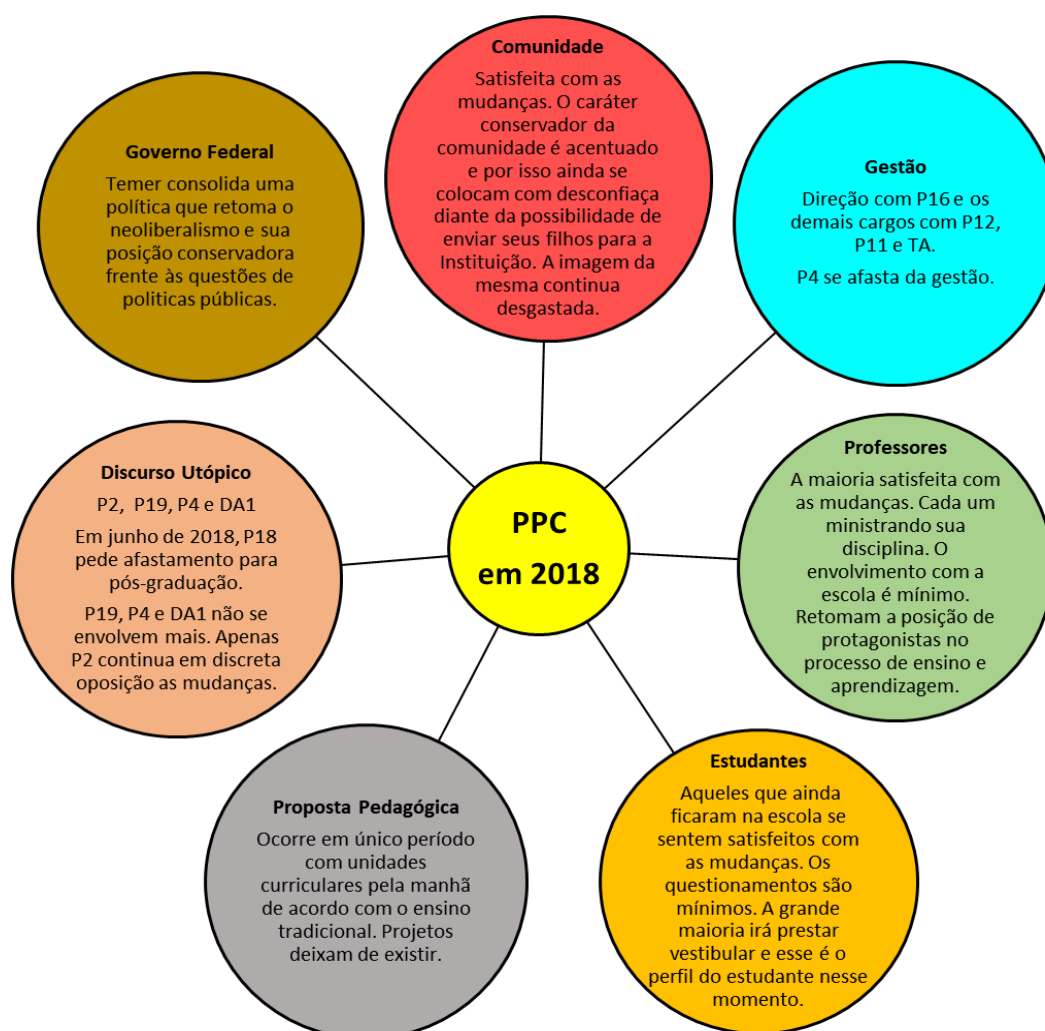 Comunidade
Satisfeita com as
mudanças. O caráter
conservador da
comunidade é acentuado
e por isso ainda se
colocam com desconfiaça
diante da possibilidade de
enviar seus filhos para a
Instituição. A imagem da
mesma continua
desgastada.
Governo Federal
Temer consolida uma
política que retoma o
neoliberalismo e sua
posição conservadora
frente às questões de
politicas públicas.
Gestão
Direção com P16 e os
demais cargos com P12,
P11 e TA.
P4 se afasta da gestão.
Discurso Utópico
P2, P19, P4 e DA1
Em junho de 2018, P18
pede afastamento para
pós-graduação.
P19, P4 e DA1 não se
envolvem mais. Apenas
P2 continua em discreta
oposição as mudanças.
PPC
em 2018
Professores
A maioria satisfeita com
as mudanças. Cada um
ministrando sua
disciplina. O
envolvimento com a
escola é mínimo.
Retomam a posição de
protagonistas no
processo de ensino e
aprendizagem.
Proposta Pedagógica
Ocorre em único período
com unidades
curriculares pela manhã
de acordo com o ensino
tradicional. Projetos
deixam de existir.
Estudantes
Aqueles que ainda
ficaram na escola se
sentem satisfeitos com
as mudanças. Os
questionamentos são
mínimos. A grande
maioria irá prestar
vestibular e esse é o
perfil do estudante nesse
momento.